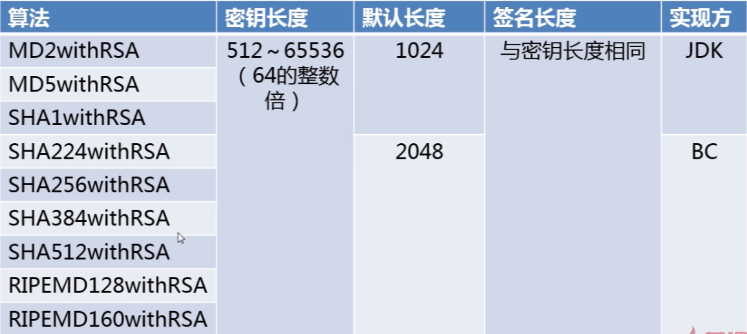 算法 密钥长度 默认长度 签名长度 实现方
MD2withRSA 512～65536 1024 与密钥长度相同 JDK
（64的整数
MD5withRSA
倍）
SHA1withRSA
SHA224withRSA 2048 BC
SHA256withRSA
SHA384withRSA
SHA512withRSA
RIPEMD128withRSA
RIPEMD160withRSA